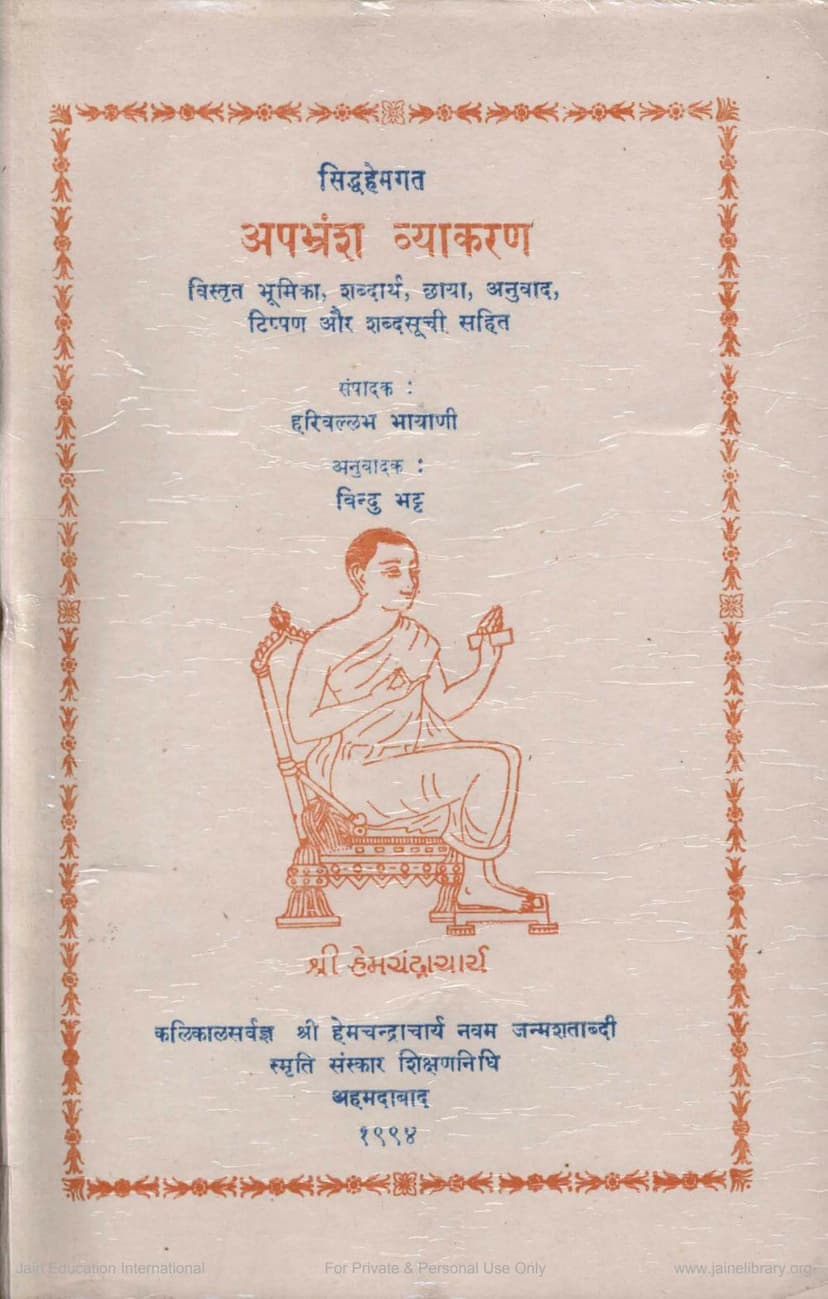 सिद्धहेमगत
अपभ्रंश व्याकरण
विस्तृत भूमिका, शब्दार्थ, छाया, अनुवाद,
टिप्पण और शब्दसूची सहित
संपादक :
हरिवल्लभ भायाणी
अनुवादक :
बिन्दु भट्ट
श्री हेमचंद्राचार्य
कलिकालसर्वज्ञ श्री हेमचन्द्राचार्य नवम जन्मशताब्दी
स्मृति संस्कार शिक्षणनिधि
अहमदाबाद
१९९४
Jain Education International For Private & Personal Use Only www.jainelibrary.org